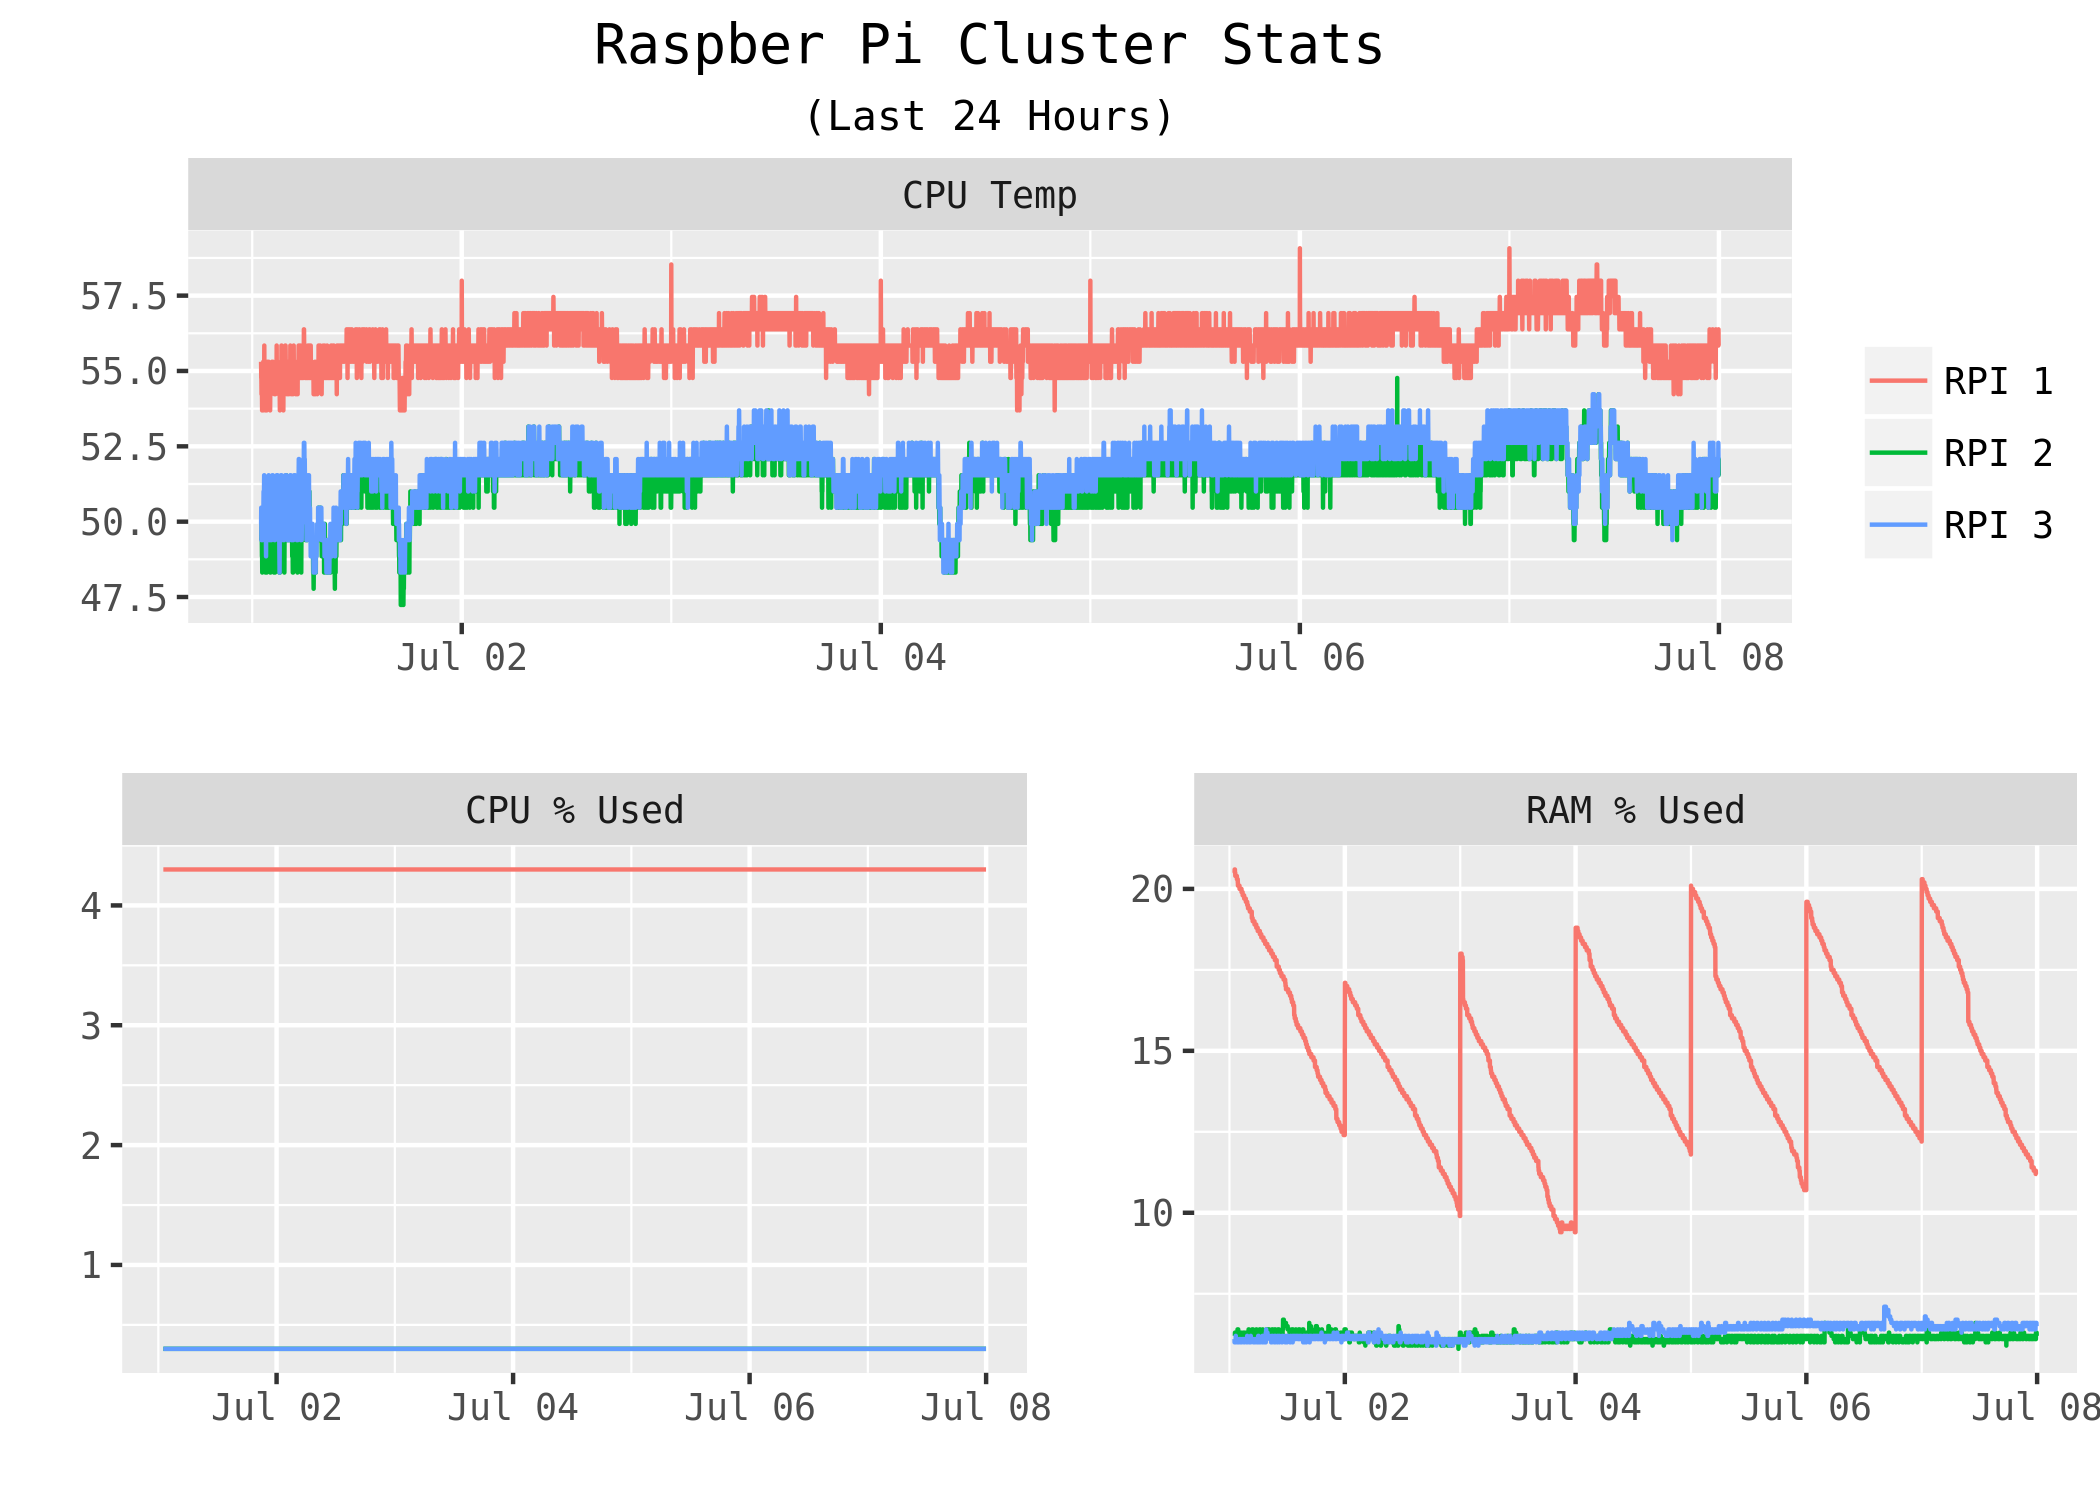 Raspber Pi Cluster Stats
(Last 24 Hours)
CPU Temp
57.5
55.0
52.5
50.0
47.5
Jul 02 Jul 04 Jul 06 Jul 08
RPI 1
RPI 2
RPI 3
CPU % Used
4
3
2
1
Jul 02 Jul 04 Jul 06 Jul 08
RAM % Used
20
15
10
Jul 02 Jul 04 Jul 06 Jul 08